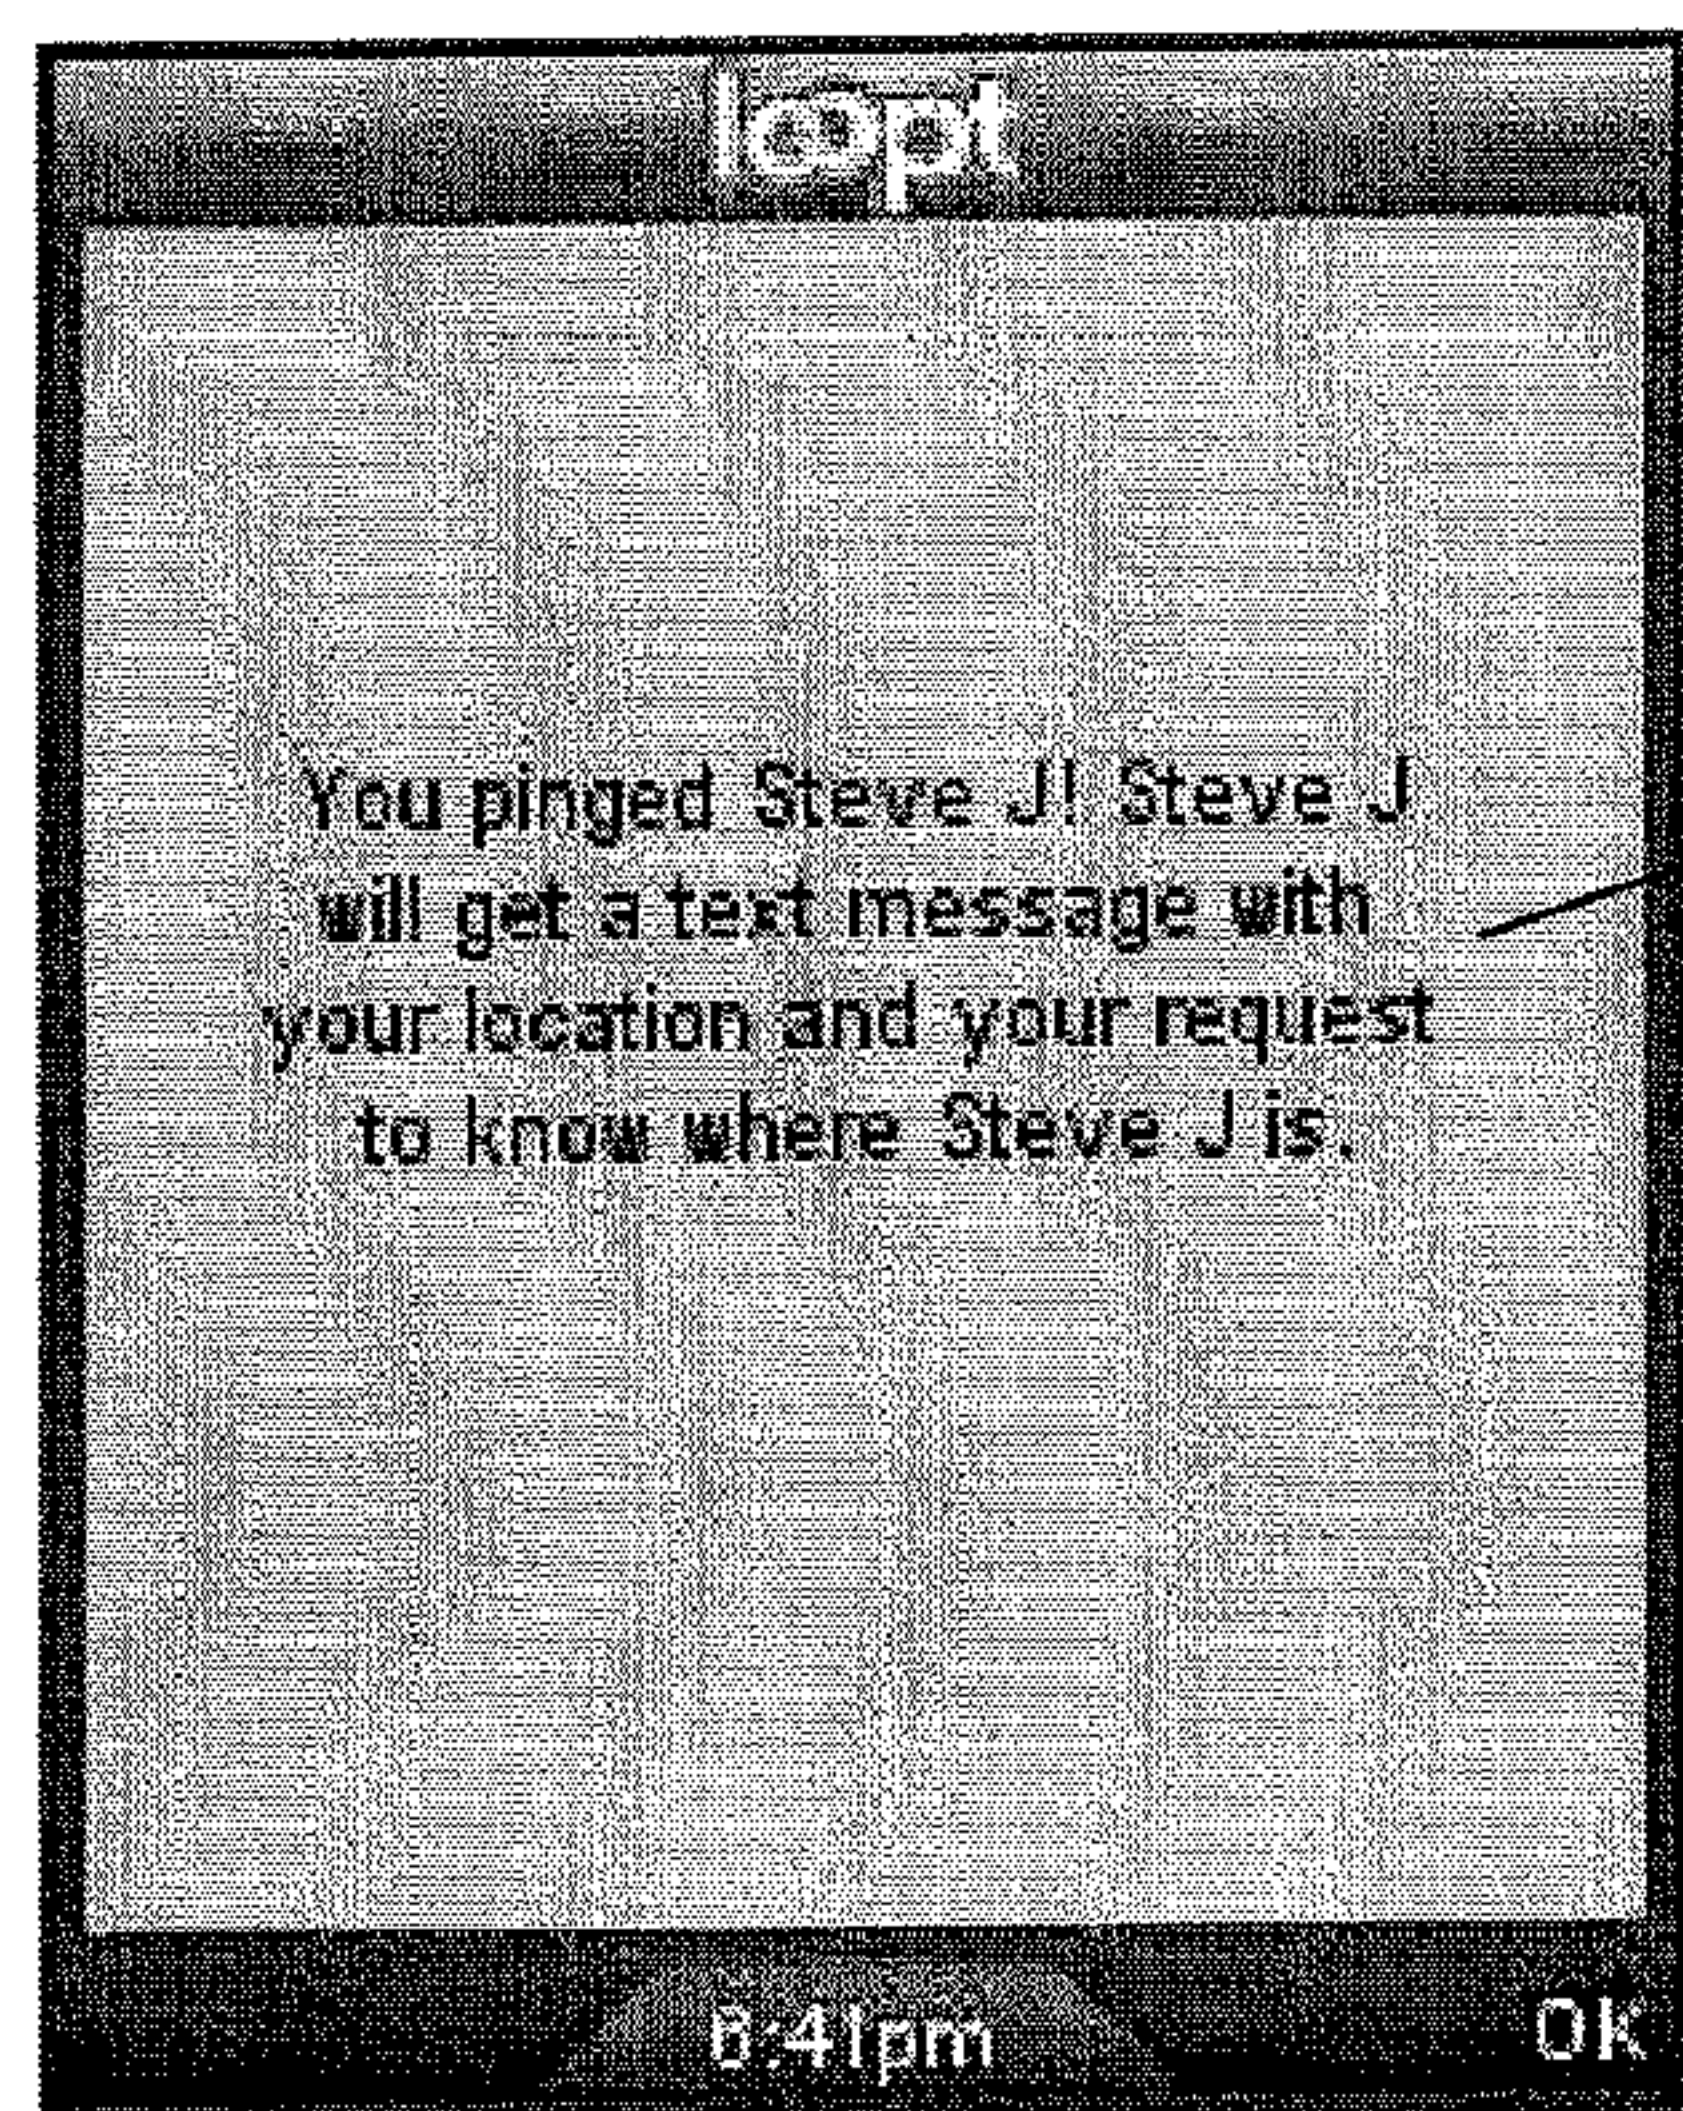 loopt
You pinged Steve J! Steve J
will get a text message with
your location and your request
to know where Steve J is.
6:41pm
OK